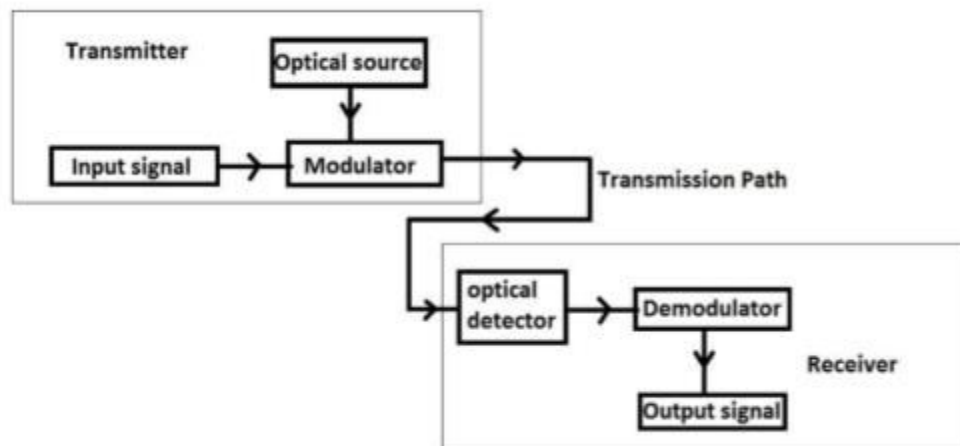 Transmitter
Optical source
Input signal
Modulator
Transmission Path
optical
detector
Demodulator
Receiver
Output signal